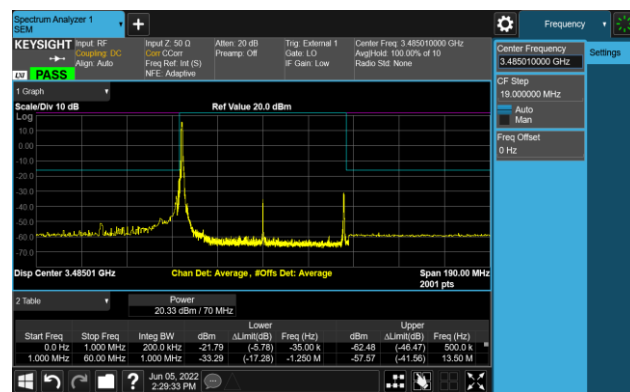 Spectrum Analyzer 1
SEM
Frequency
KEYSIGHT
Input: RF
Coupling: DC
Align: Auto
Input Z: 50 Ω
Corr CCorr
Freq Ref: Int (S)
NFE: Adaptive
Atten: 20 dB
Preamp: Off
Trig: External 1
Gate: LO
IF Gain: Low
Center Freq: 3.485010000 GHz
Avg|Hold: 100.00% of 10
Radio Std: None
LXI PASS
Center Frequency
3.485010000 GHz
Settings
CF Step
19.000000 MHz
Auto
Man
Freq Offset
0 Hz
1 Graph
Scale/Div 10 dB
Ref Value 20.0 dBm
Log
10.0
0.00
-10.0
-20.0
-30.0
-40.0
-50.0
-60.0
-70.0
Disp Center 3.48501 GHz
Chan Det: Average , #Offs Det: Average
Span 190.00 MHz
2001 pts
2 Table
Power
20.33 dBm / 70 MHz
Lower Upper
Start Freq Stop Freq Integ BW dBm ΔLimit(dB) Freq (Hz) dBm ΔLimit(dB) Freq (Hz)
0.0 Hz 1.000 MHz 200.0 kHz -21.79 (-5.78) -35.00 k -62.48 (-46.47) 500.0 k
1.000 MHz 60.00 MHz 1.000 MHz -33.29 (-17.28) -1.250 M -57.57 (-41.56) 13.50 M
?
Jun 05, 2022
2:29:33 PM